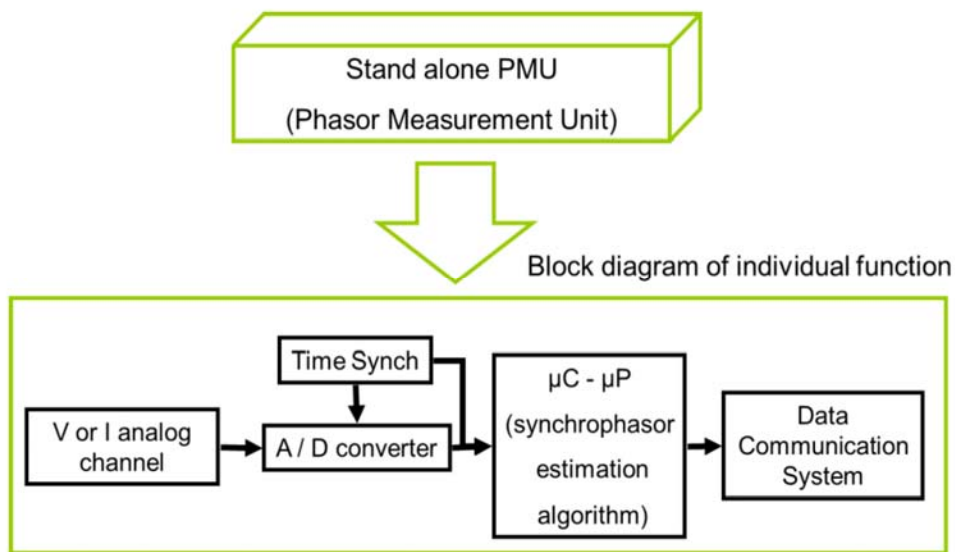 Stand alone PMU
(Phasor Measurement Unit)
Block diagram of individual function
Time Synch
V or I analog
channel
A / D converter
µC - µP
(synchrophasor
estimation
algorithm)
Data
Communication
System